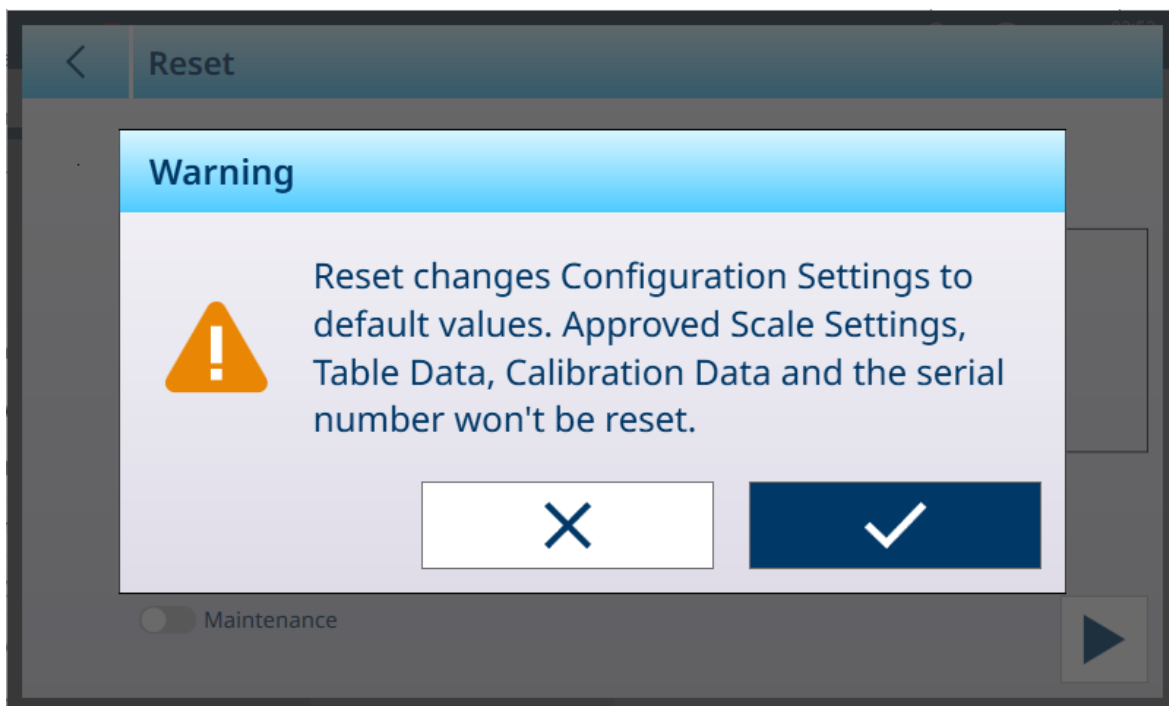 Reset
Warning
Reset changes Configuration Settings to
default values. Approved Scale Settings,
Table Data, Calibration Data and the serial
number won't be reset.
Maintenance